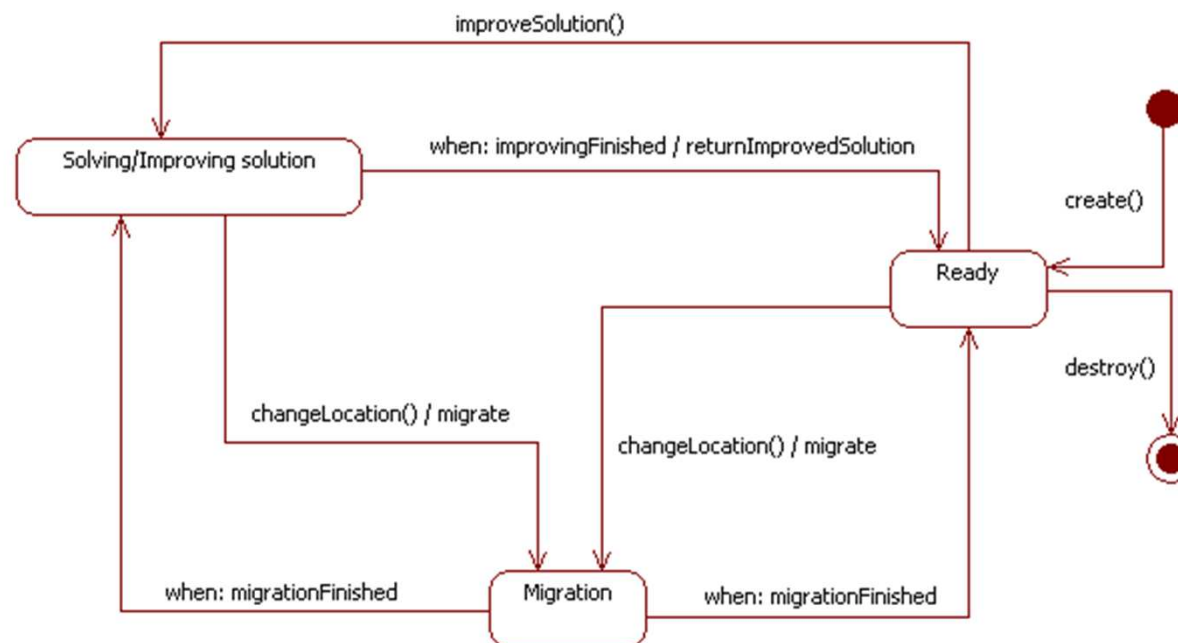 improveSolution()
when: improvingFinished / returnImprovedSolution
Solving/Improving solution
create()
Ready
destroy()
changeLocation() / migrate
changeLocation() / migrate
when: migrationFinished
Migration
when: migrationFinished